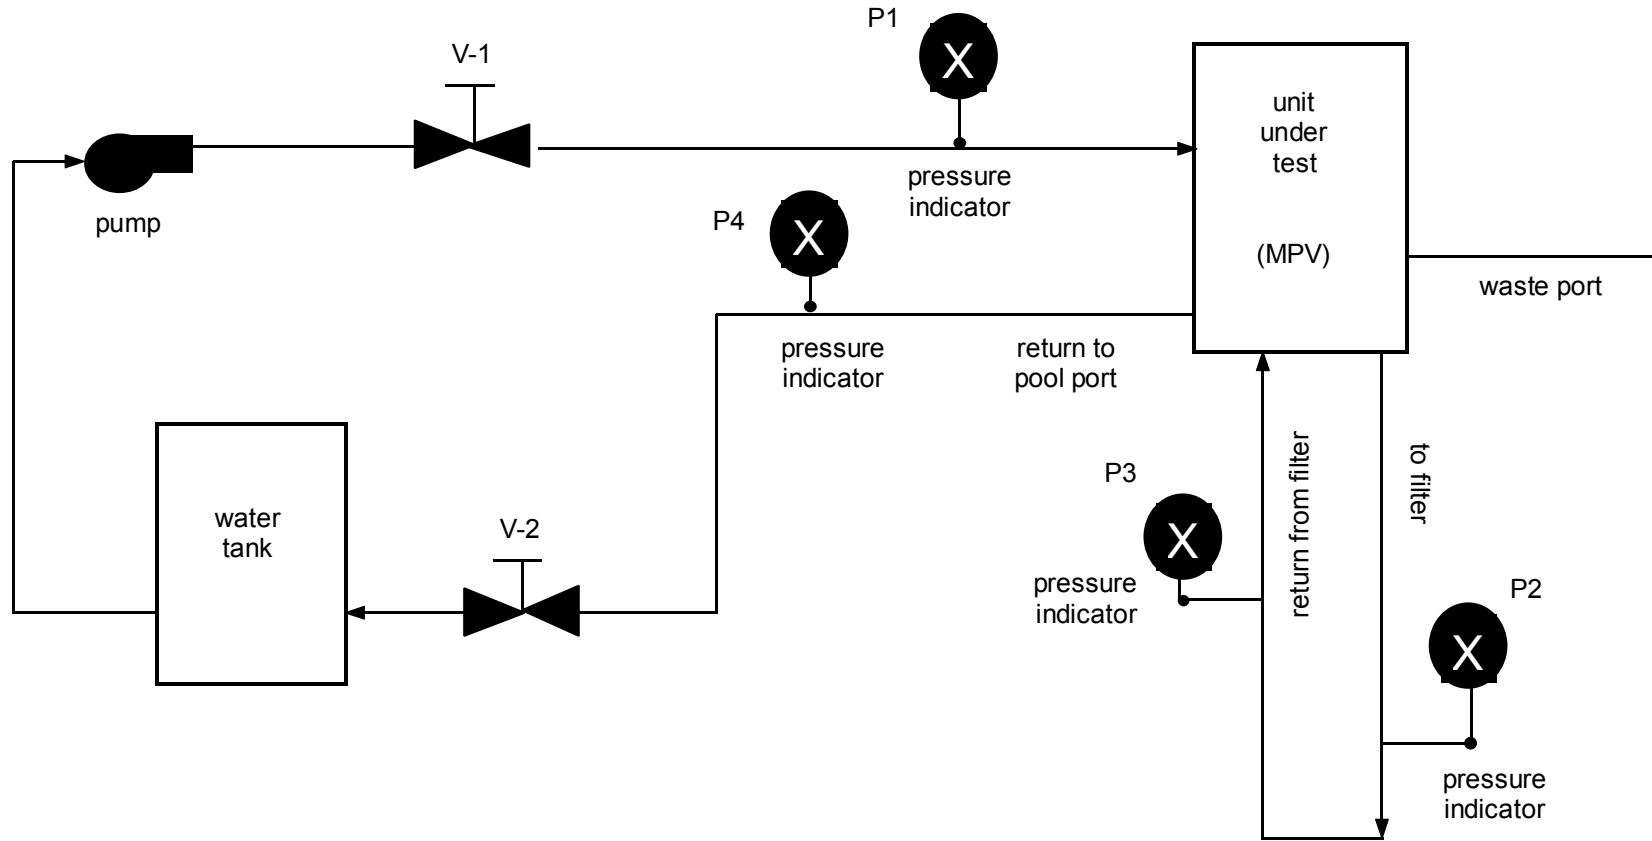 P1
X
V-1
unit
under
test
(MPV)
pump
pressure
indicator
P4
X
waste port
pressure
indicator
return to
pool port
return from filter
to filter
P3
X
water
tank
V-2
pressure
indicator
P2
X
pressure
indicator